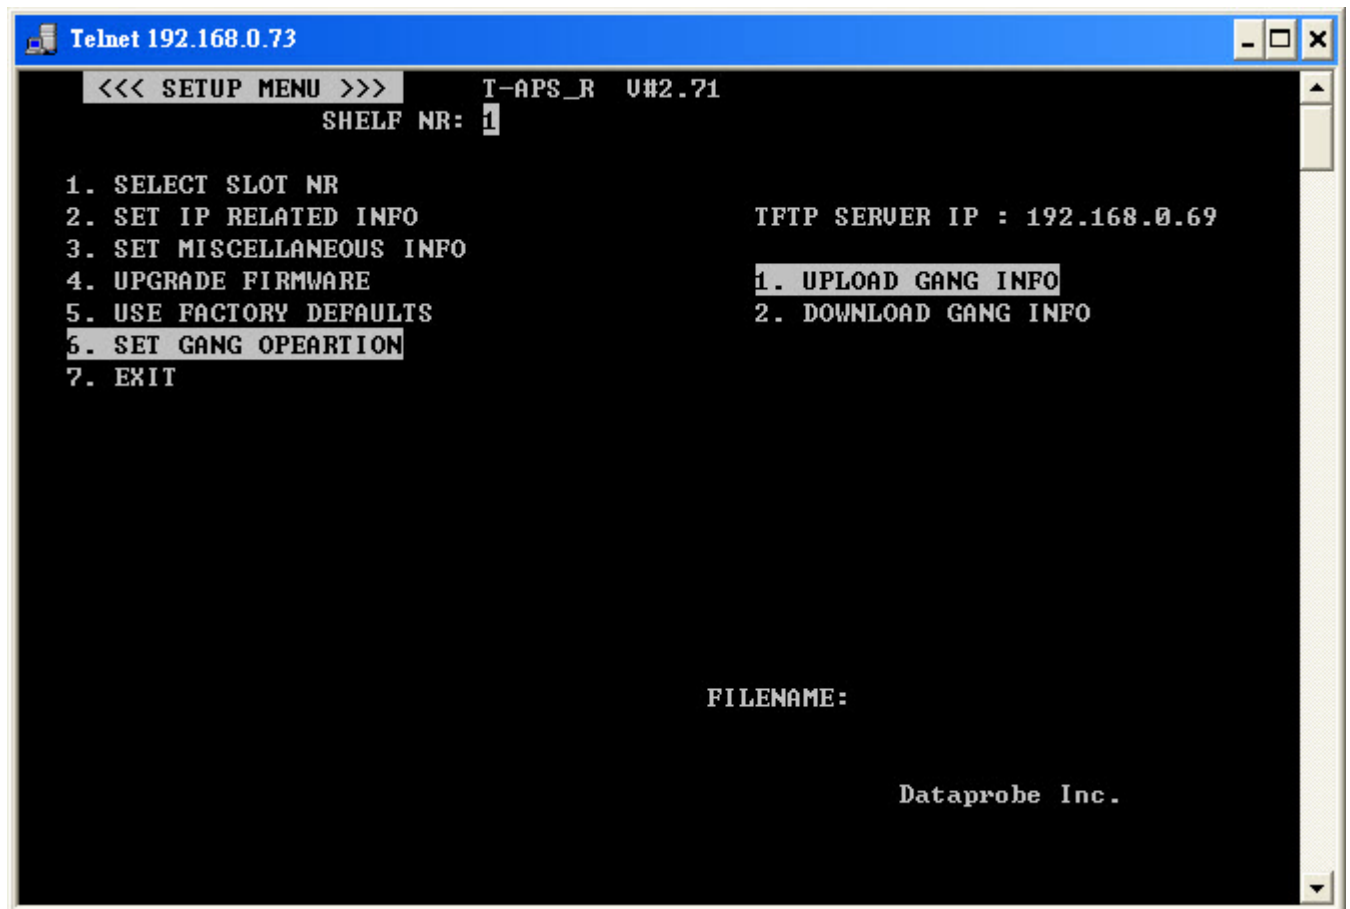 Telnet 192.168.0.73
<<< SETUP MENU >>> T-APS_R V#2.71
SHELF NR: 1
1. SELECT SLOT NR
2. SET IP RELATED INFO TFTP SERVER IP : 192.168.0.69
3. SET MISCELLANEOUS INFO
4. UPGRADE FIRMWARE 1. UPLOAD GANG INFO
5. USE FACTORY DEFAULTS 2. DOWNLOAD GANG INFO
6. SET GANG OPEARTION
7. EXIT
FILENAME:
Dataprobe Inc.